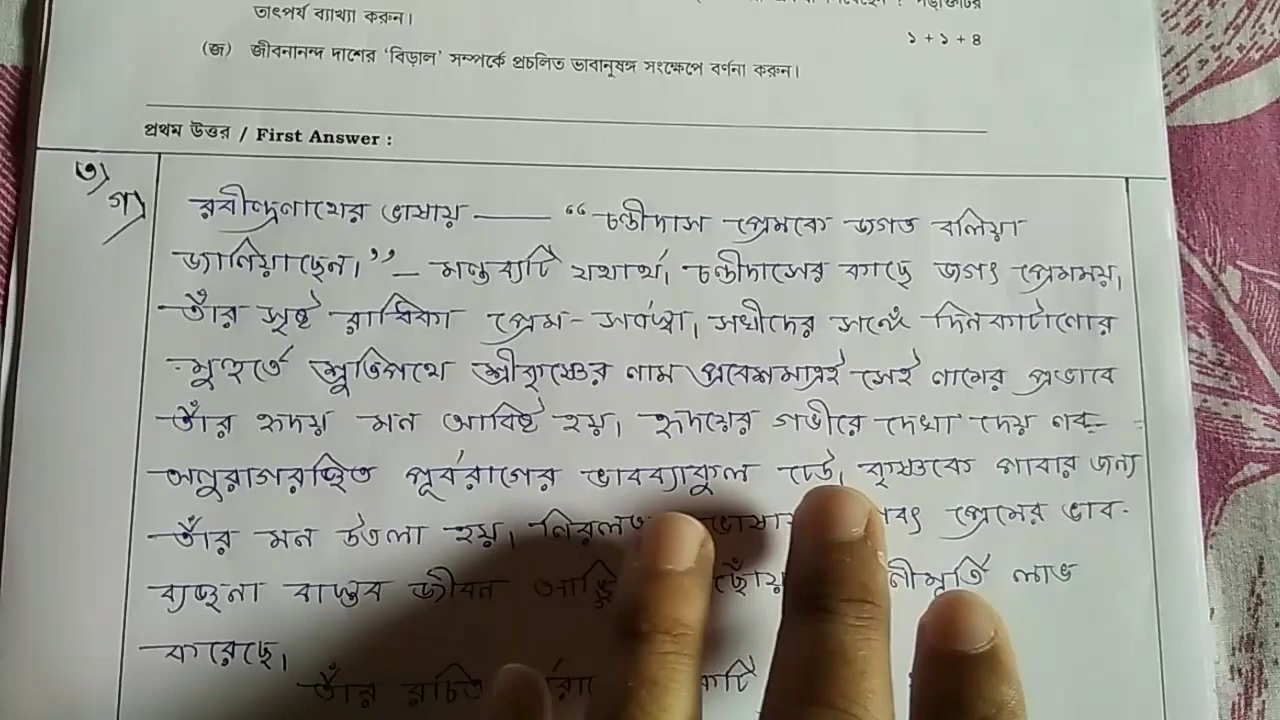 তাৎপর্য ব্যাখ্যা করুন।
১ + ১ + ৪
(জ) জীবনানন্দ দাশের ‘বিড়াল’ সম্পর্কে প্রচলিত ভাবানুষঙ্গ সংক্ষেপে বর্ণনা করুন।
প্রথম উত্তর / First Answer :
৩) গ) রবীন্দ্রনাথের ভাষায় — “চণ্ডীদাস প্রেমকে জগত বলিয়া
জানিয়াছেন।” – মন্তব্যটি যথার্থ। চণ্ডীদাসের কাছে জগৎ প্রেমময়।
তাঁর সৃষ্ট রাধিকা প্রেম-সর্বস্বা। সখীদের সঙ্গে দিনকাটানোর
মুহূর্তে শ্রুতিপথে শ্রীকৃষ্ণের নাম প্রবেশমাত্রই সেই নামের প্রভাবে
তাঁর হৃদয় মন আবিষ্ট হয়। হৃদয়ের গভীরে দেখা দেয় নব-
অনুরাগরঞ্জিত পূর্বরাগের ভাবব্যাকুল ঢেউ। কৃষ্ণকে পাবার জন্য
তাঁর মন উতলা হয়। প্রেমের ভাব-
ব্যঞ্জনা বাস্তব জীবন লাভ
করেছে।
তাঁর রচিত